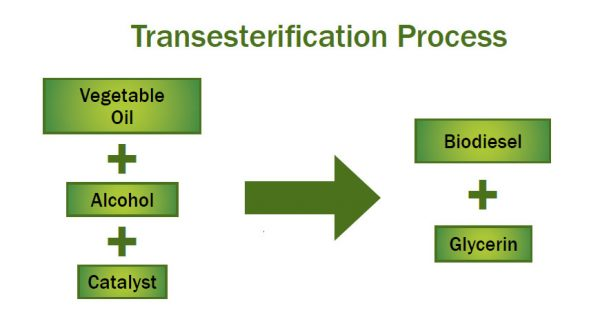 Transesterification Process
Vegetable
Oil
+
Alcohol
+
Catalyst
Biodiesel
+
Glycerin